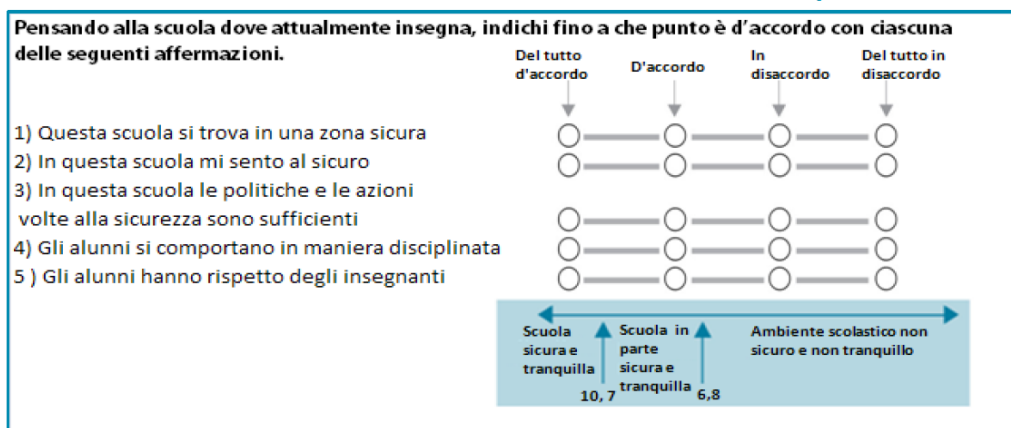 Pensando alla scuola dove attualmente insegna, indichi fino a che punto è d'accordo con ciascuna
delle seguenti affermazioni.
Del tutto
d'accordo
D'accordo
In
disaccordo
Del tutto in
disaccordo
1) Questa scuola si trova in una zona sicura
2) In questa scuola mi sento al sicuro
3) In questa scuola le politiche e le azioni
volte alla sicurezza sono sufficienti
4) Gli alunni si comportano in maniera disciplinata
5 ) Gli alunni hanno rispetto degli insegnanti
Scuola
sicura e
tranquilla
10, 7
Scuola in
parte
sicura e
tranquilla
6,8
Ambiente scolastico non
sicuro e non tranquillo